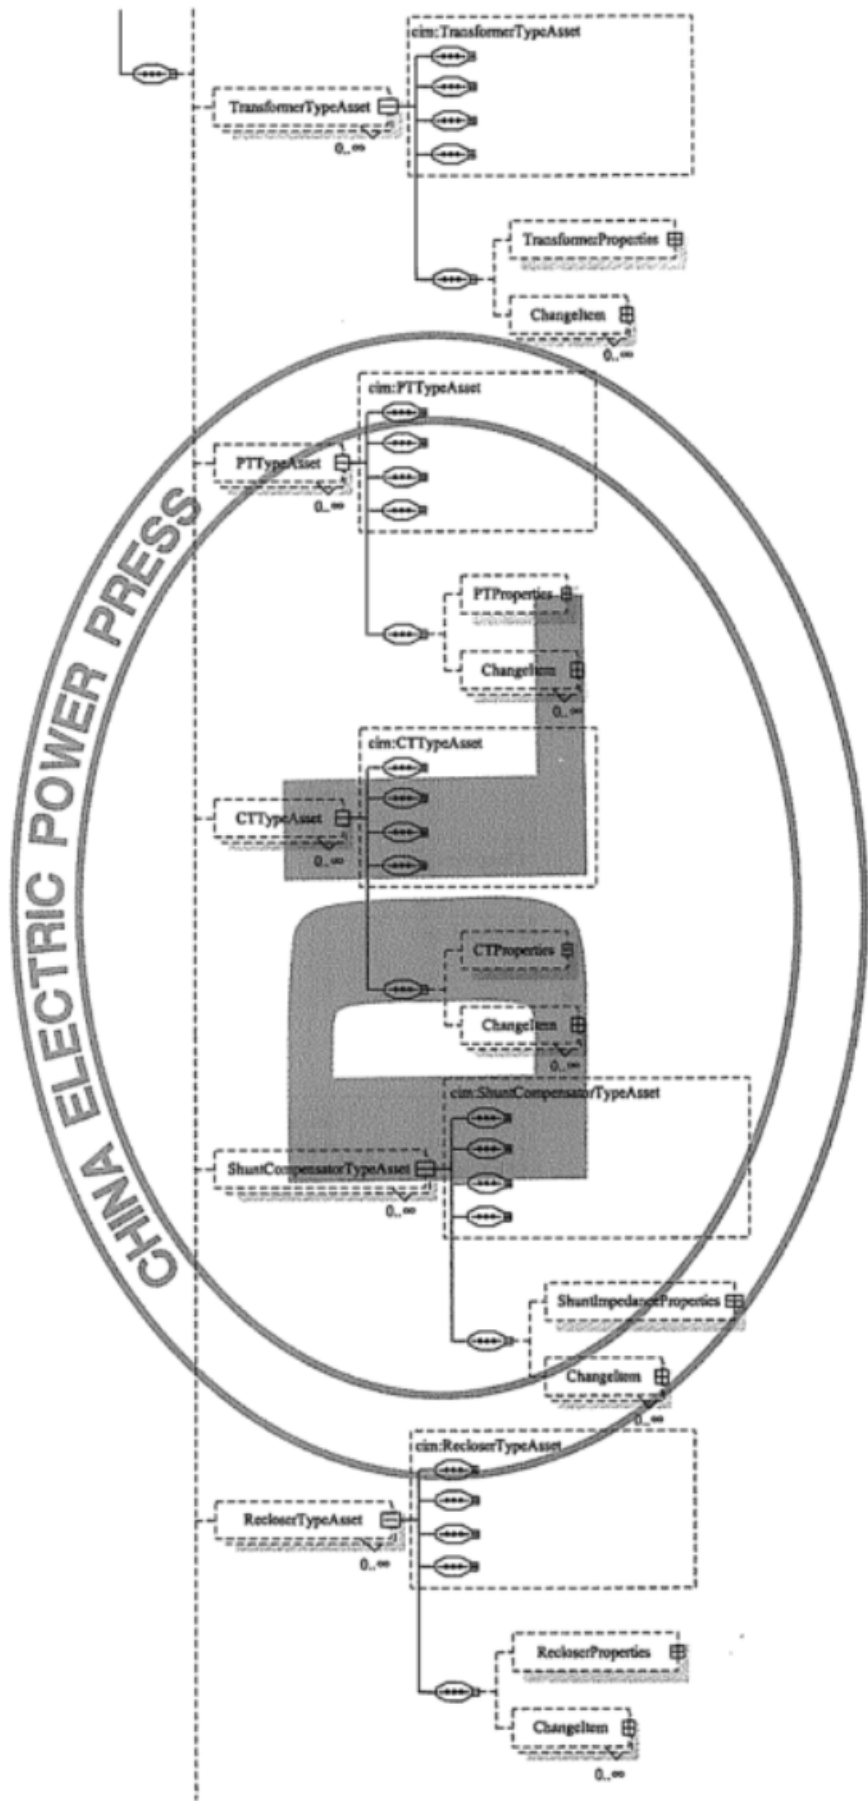 cim:TransformerTypeAsset
TransformerTypeAsset
0..∞
TransformerProperties
ChangeItem
0..∞
cim:PTTypeAsset
PTTypeAsset
0..∞
PTProperties
ChangeItem
0..∞
cim:CTTypeAsset
CTTypeAsset
0..∞
CTProperties
ChangeItem
0..∞
cim:ShuntCompensatorTypeAsset
ShuntCompensatorTypeAsset
0..∞
ShuntImpedanceProperties
ChangeItem
0..∞
cim:RecloserTypeAsset
RecloserTypeAsset
0..∞
RecloserProperties
ChangeItem
0..∞
CHINA ELECTRIC POWER PRESS